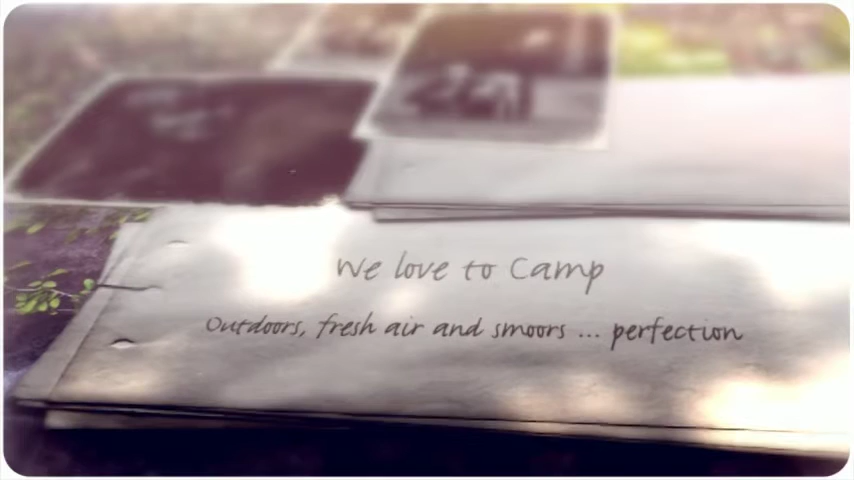 We love to Camp
Outdoors, fresh air and smoors ... perfection